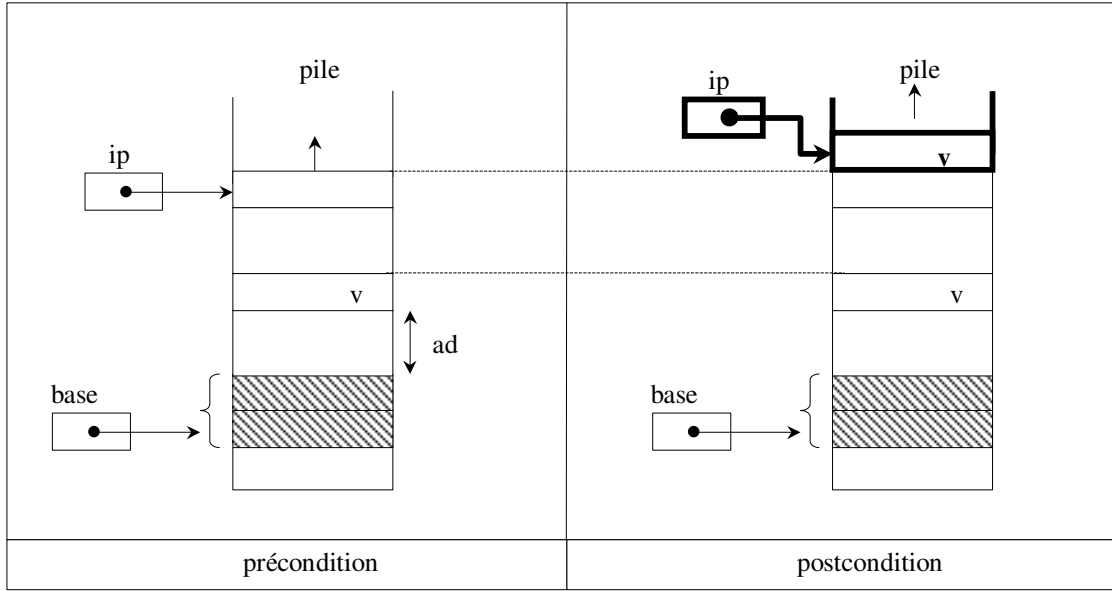 pile
ip
v
ad
base
précondition
pile
ip
v
v
base
postcondition